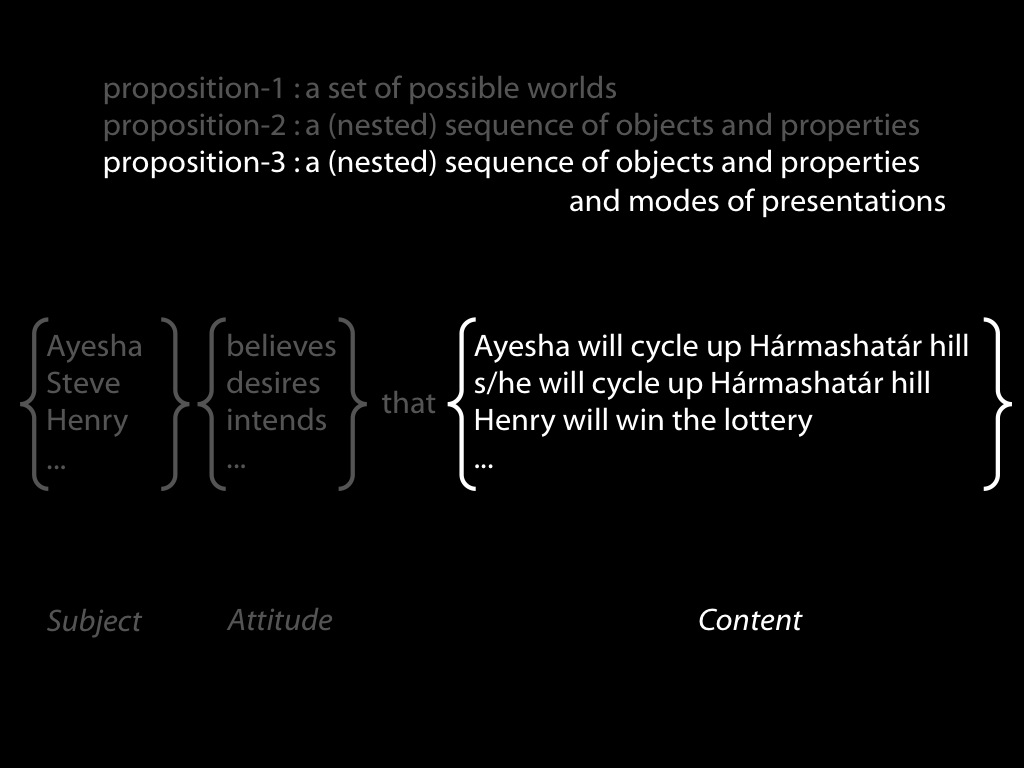 proposition-1 : a set of possible worlds
proposition-2 : a (nested) sequence of objects and properties
proposition-3 : a (nested) sequence of objects and properties
and modes of presentations
Ayesha
Steve
Henry
...
believes
desires
intends
...
that
Ayesha will cycle up Hármashatár hill
s/he will cycle up Hármashatár hill
Henry will win the lottery
...
Subject
Attitude
Content